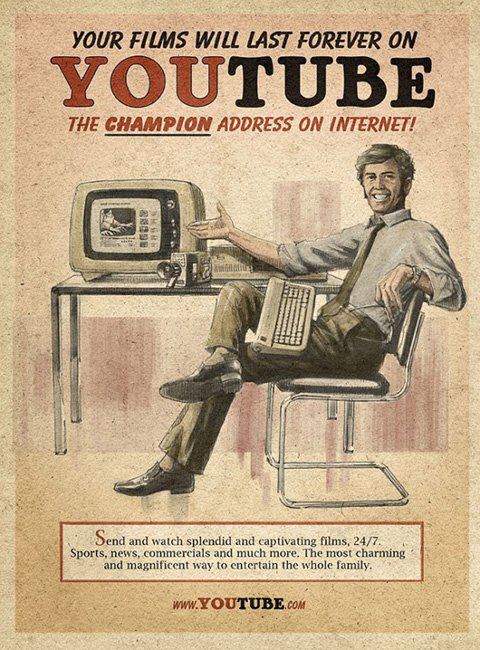 YOUR FILMS WILL LAST FOREVER ON
YOUTUBE
THE CHAMPION ADDRESS ON INTERNET!
Send and watch splendid and captivating films, 24/7.
Sports, news, commercials and much more. The most charming
and magnificent way to entertain the whole family.
WWW.YOUTUBE.COM